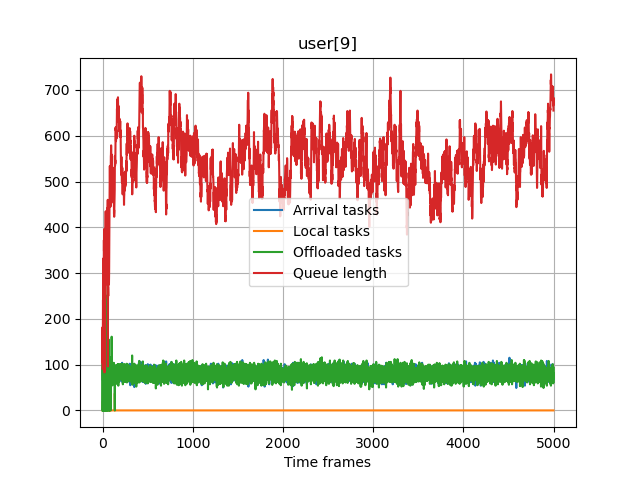 user[9]
700
600
500
400
300
200
100
0
Arrival tasks
Local tasks
Offloaded tasks
Queue length
0 1000 2000 3000 4000 5000
Time frames